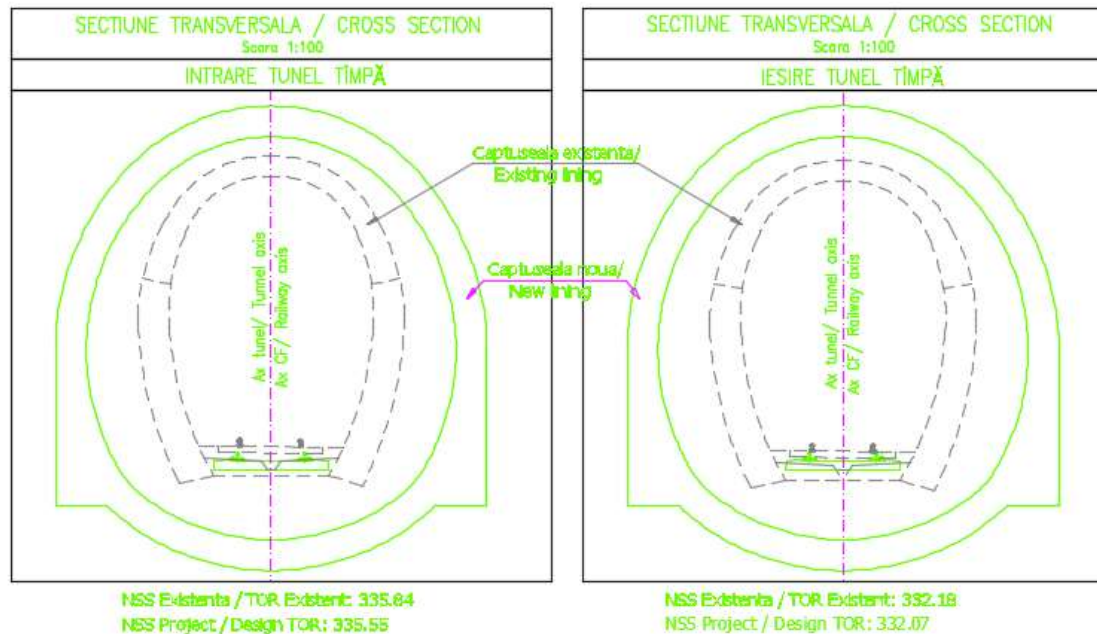 SECTIUNE TRANSVERSALA / CROSS SECTION
Scara 1:100
INTRARE TUNEL TÎMPĂ
SECTIUNE TRANSVERSALA / CROSS SECTION
Scara 1:100
IESIRE TUNEL TÎMPĂ
Captuseala existenta/
Existing lining
Captuseala noua/
New lining
Ax tunel/ Tunnel axis
Ax CF/ Railway axis
Ax tunel/ Tunnel axis
Ax CF/ Railway axis
NSS Existenta / TOR Existent: 335.84
NSS Project / Design TOR: 335.55
NSS Existenta / TOR Existent: 332.18
NSS Project / Design TOR: 332.07